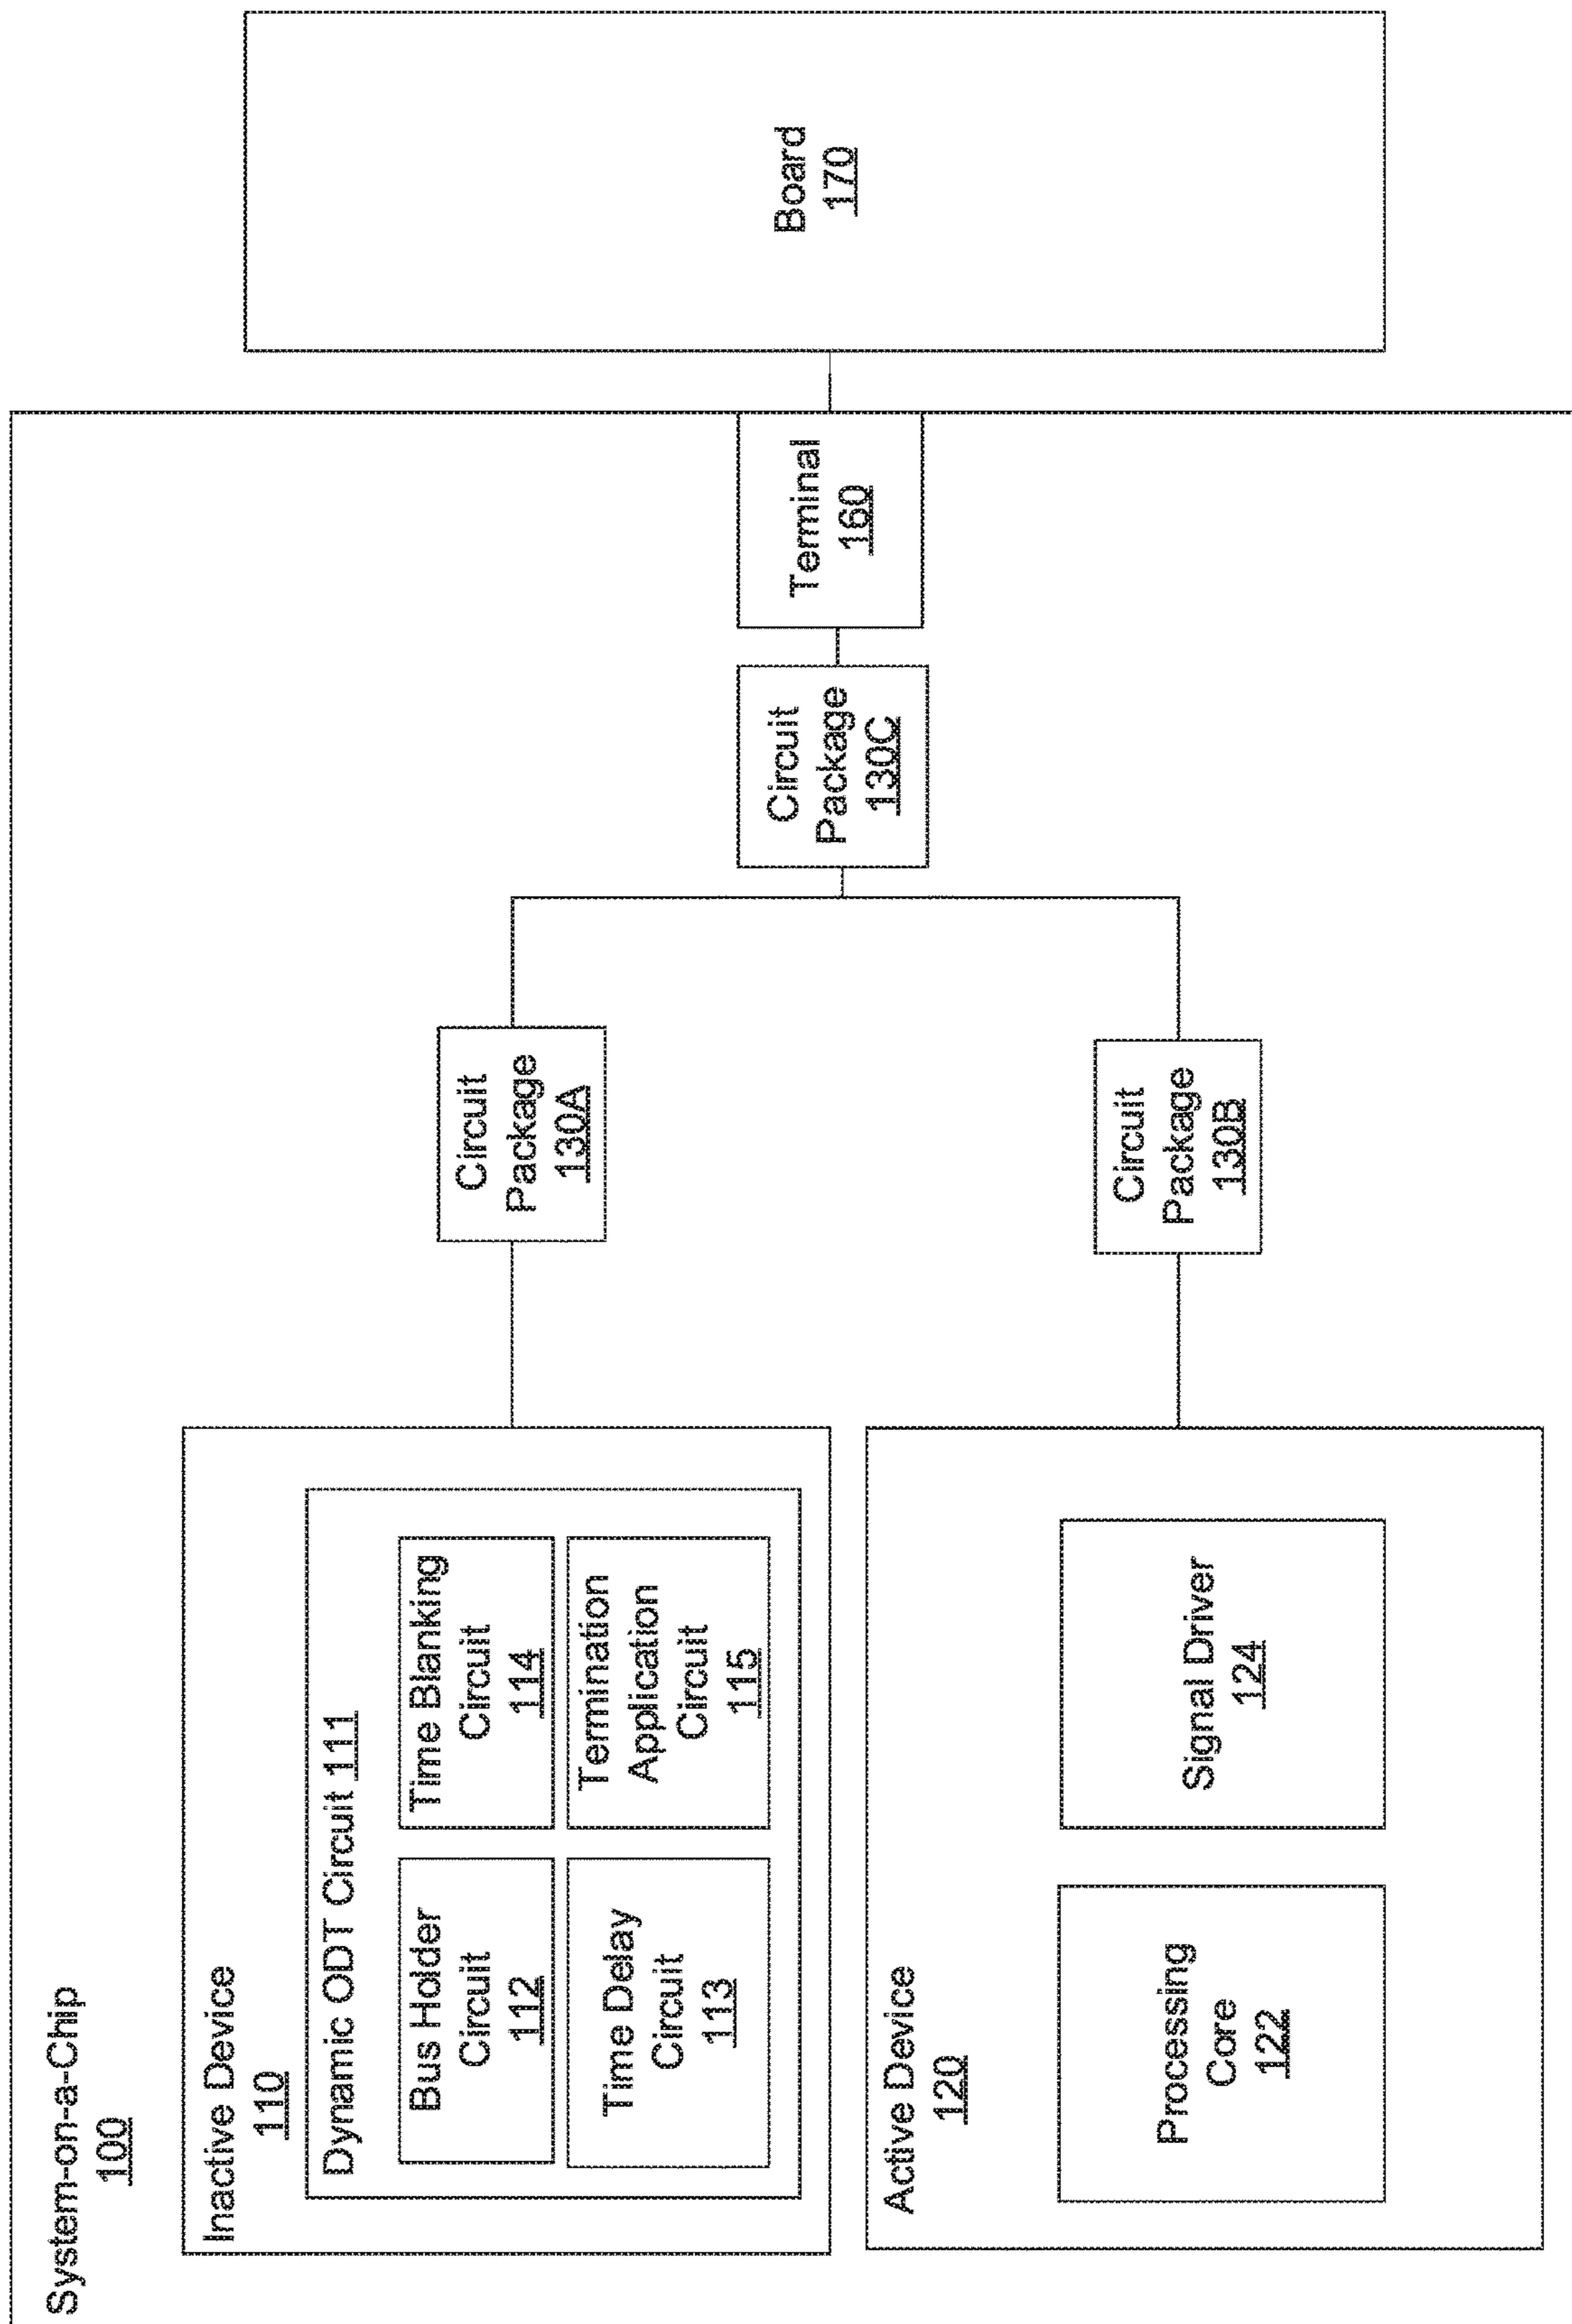 System-on-a-Chip
100
Inactive Device
110
Dynamic ODT Circuit 111
Bus Holder
Circuit
112
Time Blanking
Circuit
114
Time Delay
Circuit
113
Termination
Application
Circuit
115
Active Device
120
Processing
Core
122
Signal Driver
124
Circuit
Package
130A
Circuit
Package
130B
Circuit
Package
130C
Terminal
160
Board
170